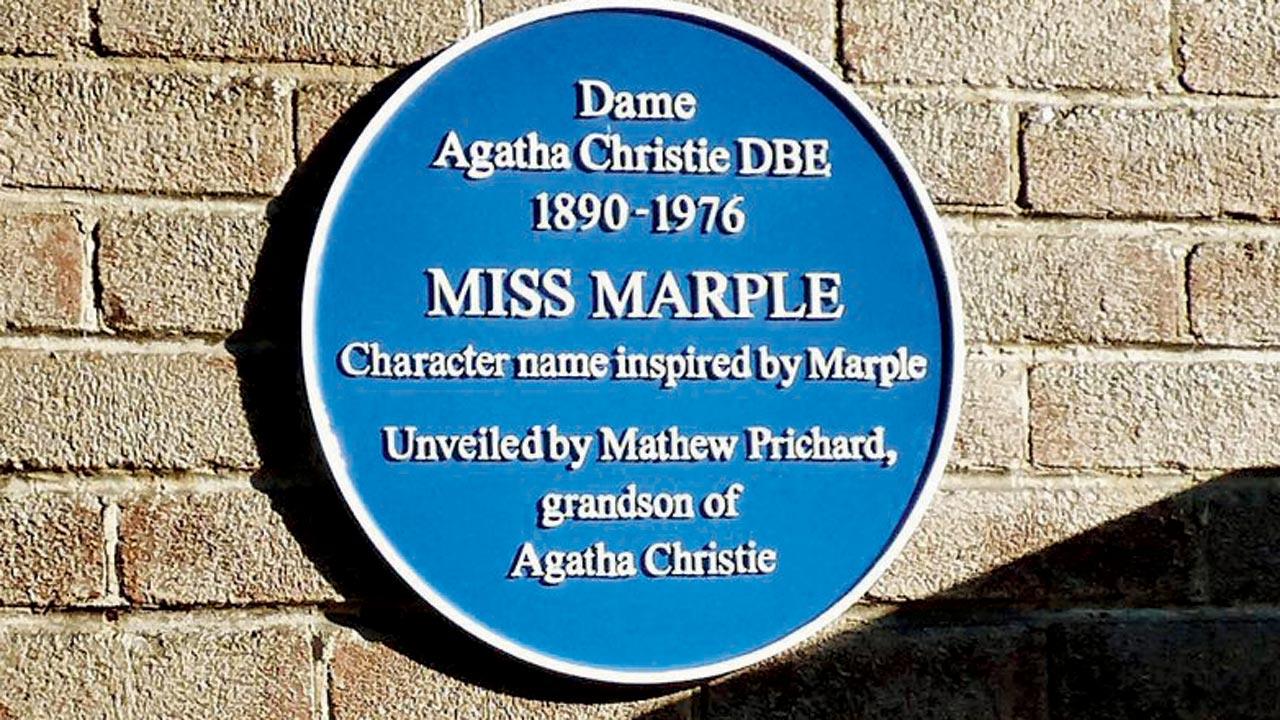 Dame
Agatha Christie DBE
1890-1976
MISS MARPLE
Character name inspired by Marple
Unveiled by Mathew Prichard,
grandson of
Agatha Christie